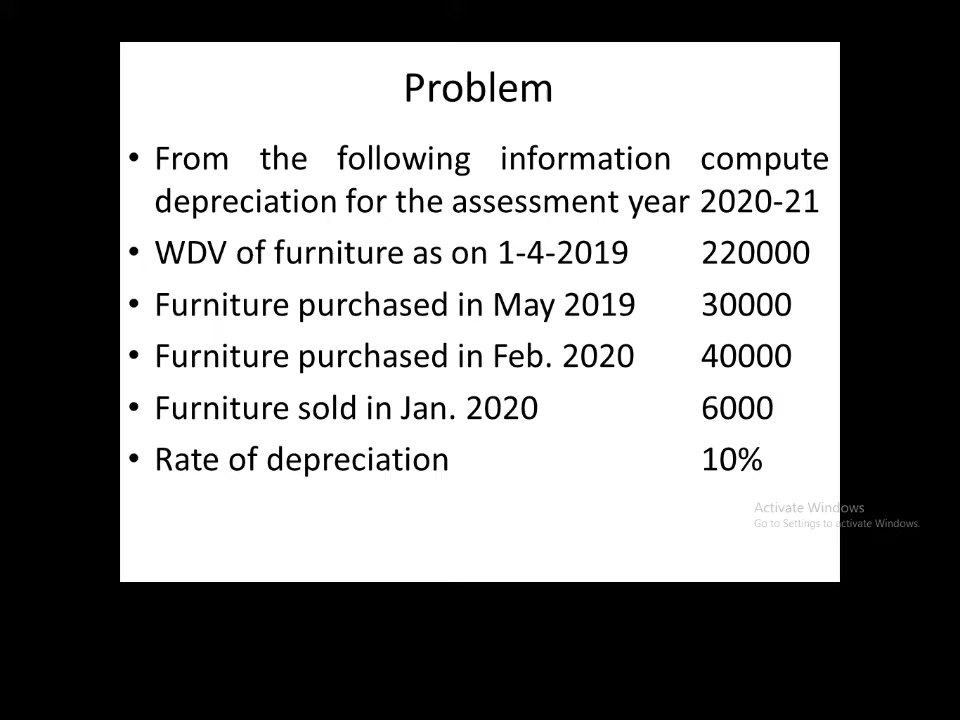 Problem
• From the following information compute
depreciation for the assessment year 2020-21
• WDV of furniture as on 1-4-2019 220000
• Furniture purchased in May 2019 30000
• Furniture purchased in Feb. 2020 40000
• Furniture sold in Jan. 2020 6000
• Rate of depreciation 10%
Activate Windows
Go to Settings to activate Windows.